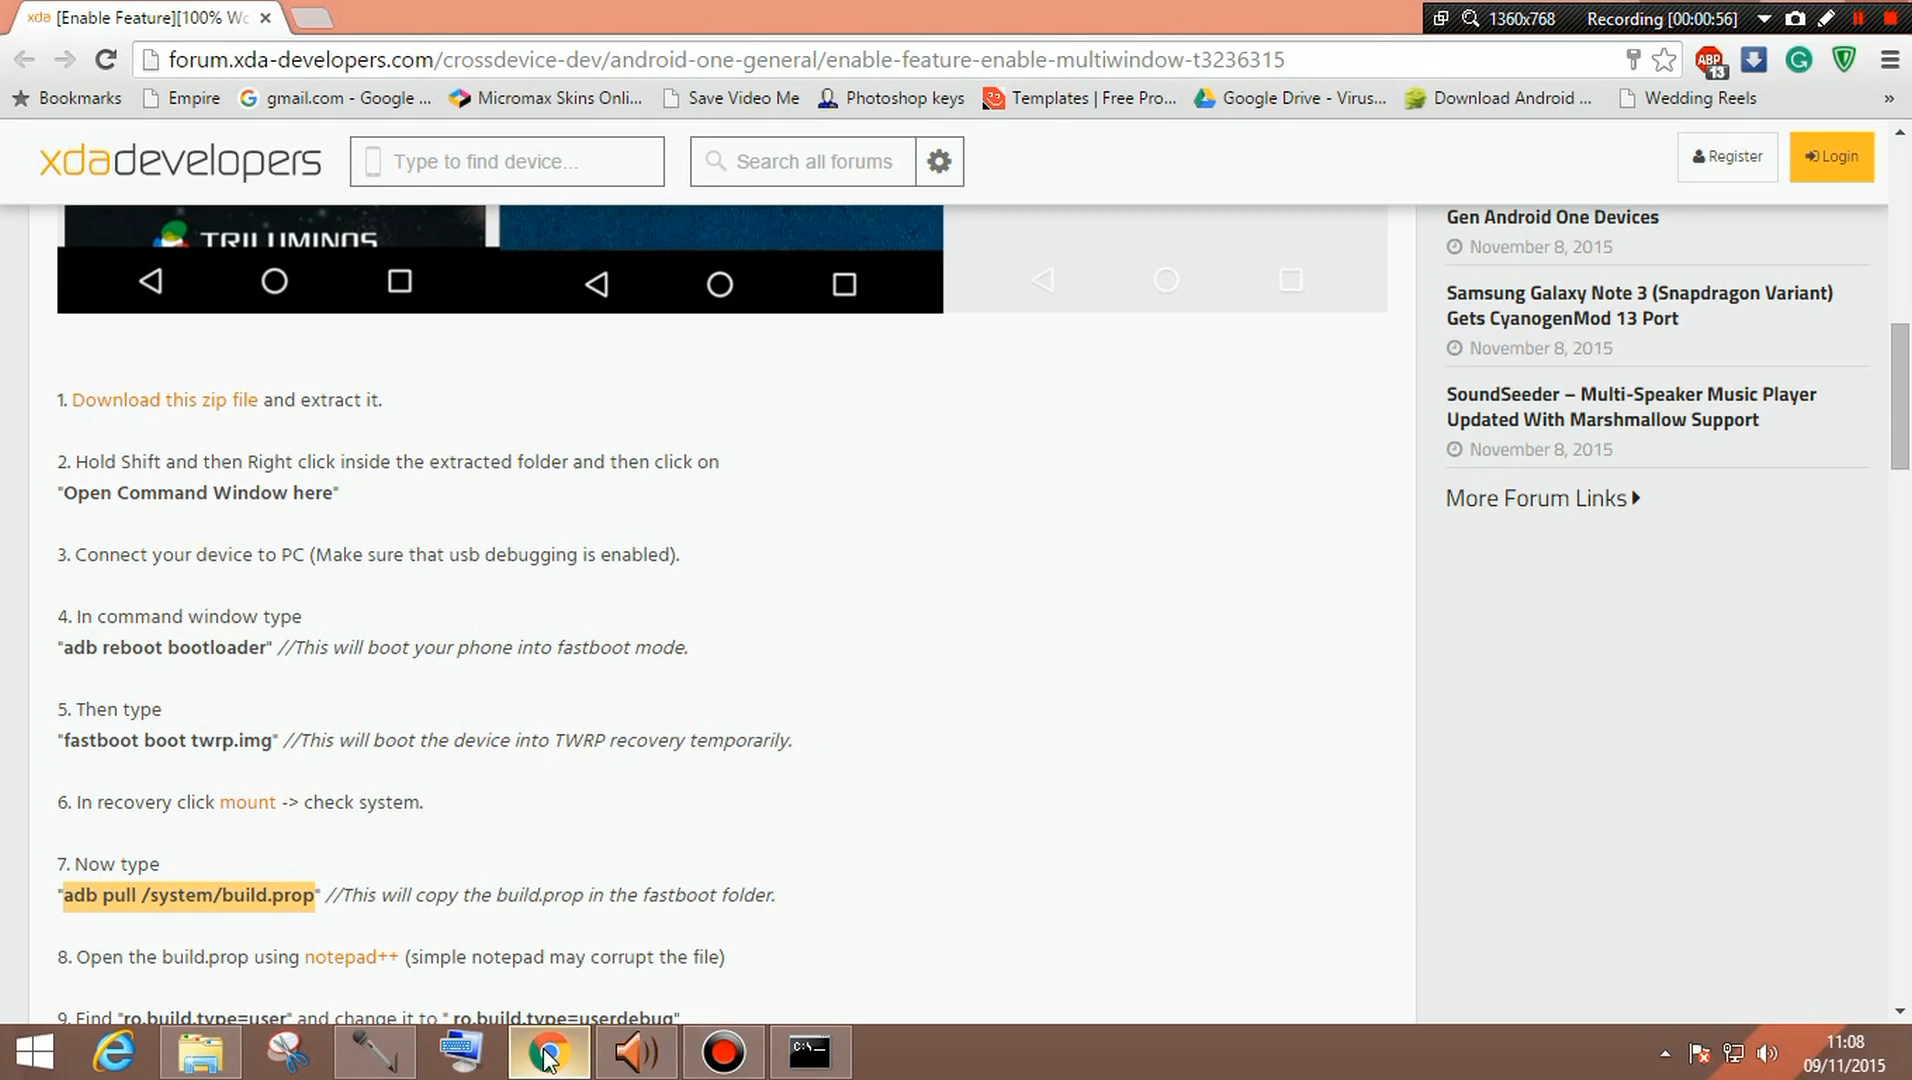 xda [Enable Feature][100% Wo
1360x768 Recording [00:00:56]
forum.xda-developers.com/crossdevice-dev/android-one-general/enable-feature-enable-multiwindow-t3236315
ABP 13
Bookmarks Empire gmail.com - Google ... Micromax Skins Onli... Save Video Me Photoshop keys Templates | Free Pro... Google Drive - Virus... Download Android ... Wedding Reels »
xdadevelopers Type to find device... Search all forums Register Login
TRILUMINOS
1. Download this zip file and extract it.
2. Hold Shift and then Right click inside the extracted folder and then click on
"Open Command Window here"
3. Connect your device to PC (Make sure that usb debugging is enabled).
4. In command window type
"adb reboot bootloader" //This will boot your phone into fastboot mode.
5. Then type
"fastboot boot twrp.img" //This will boot the device into TWRP recovery temporarily.
6. In recovery click mount -> check system.
7. Now type
"adb pull /system/build.prop" //This will copy the build.prop in the fastboot folder.
8. Open the build.prop using notepad++ (simple notepad may corrupt the file)
9. Find "ro.build.type=user" and change it to " ro.build.type=userdebug"
Gen Android One Devices
November 8, 2015
Samsung Galaxy Note 3 (Snapdragon Variant)
Gets CyanogenMod 13 Port
November 8, 2015
SoundSeeder – Multi-Speaker Music Player
Updated With Marshmallow Support
November 8, 2015
More Forum Links
11:08
09/11/2015